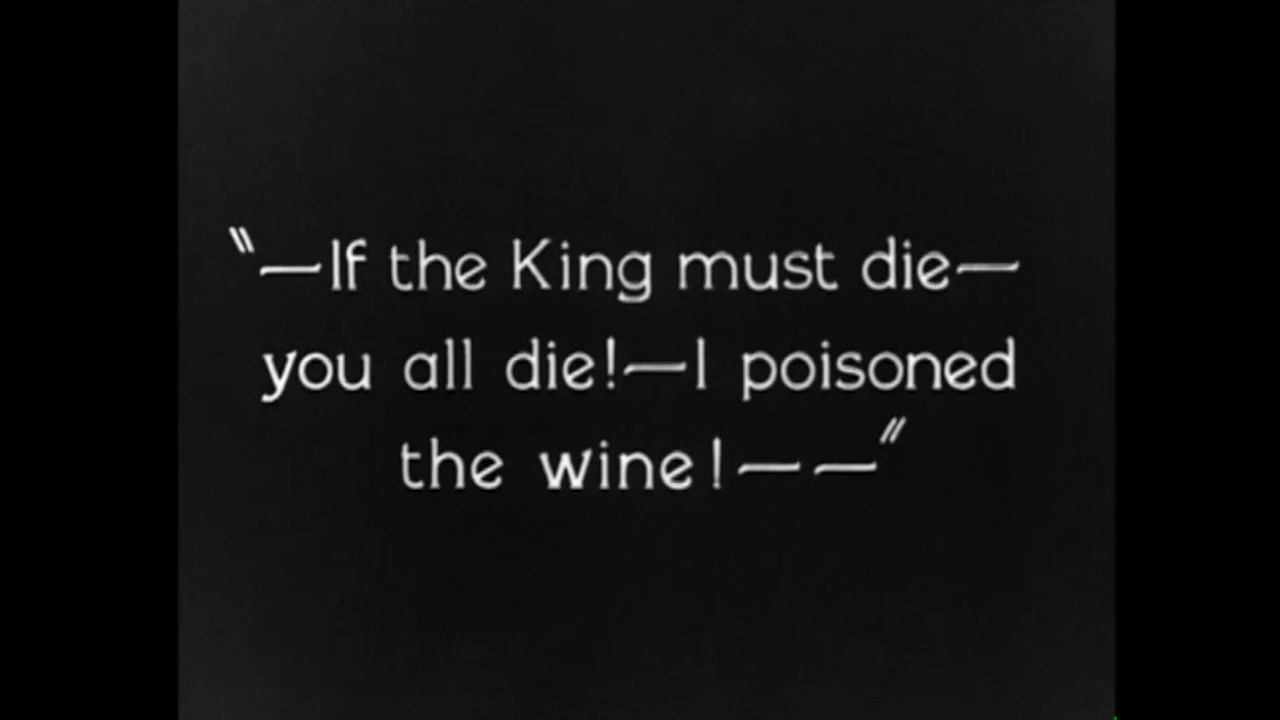 "—If the King must die—
you all die!—I poisoned
the wine!— —"